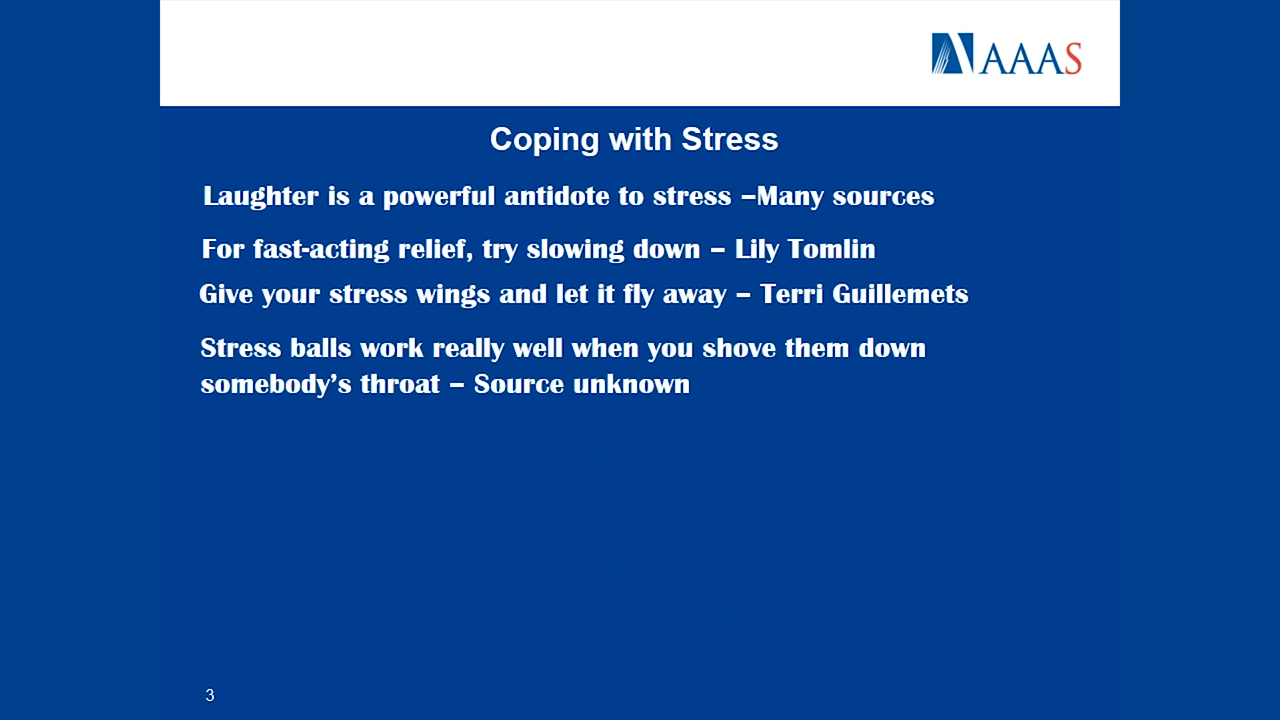 AAAS
Coping with Stress
Laughter is a powerful antidote to stress –Many sources
For fast-acting relief, try slowing down – Lily Tomlin
Give your stress wings and let it fly away – Terri Guillemets
Stress balls work really well when you shove them down
somebody’s throat – Source unknown
3